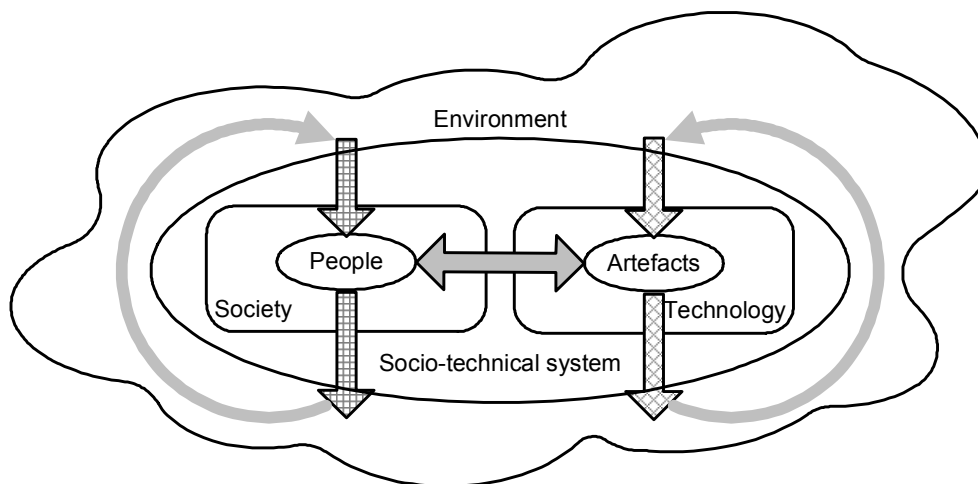 Environment
People
Artefacts
Society
Technology
Socio-technical system